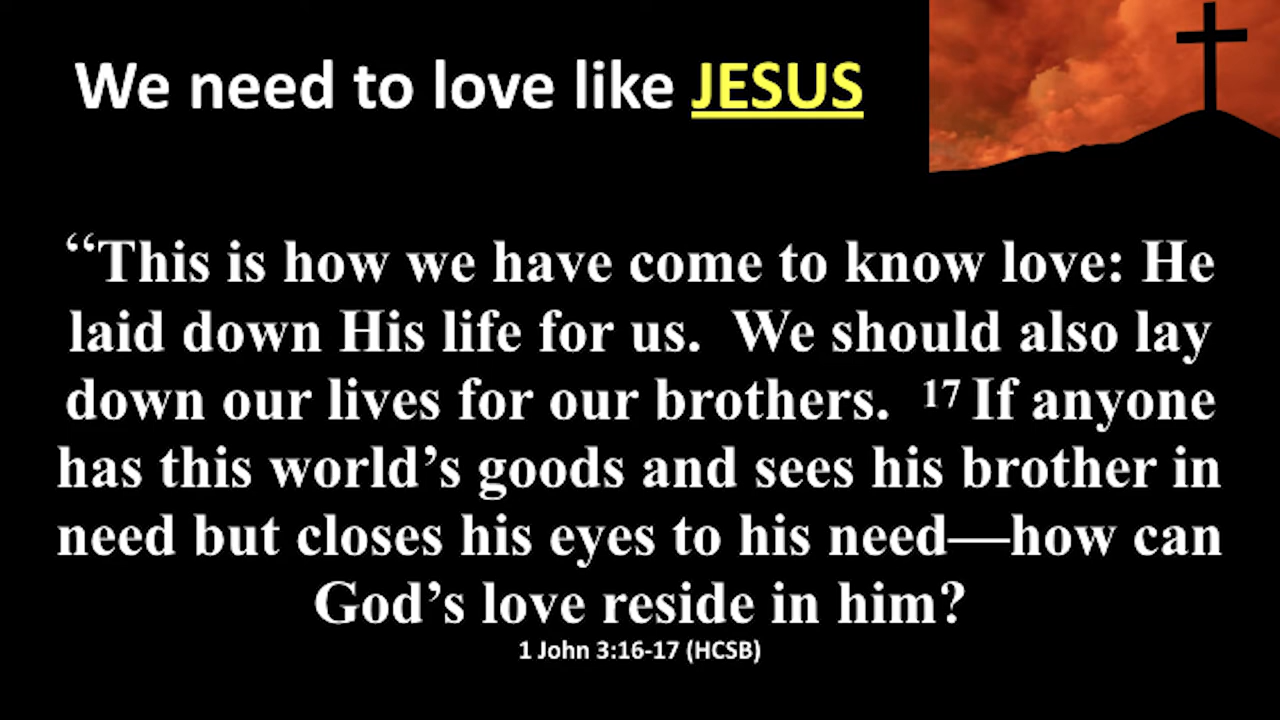 We need to love like JESUS
“This is how we have come to know love: He
laid down His life for us.  We should also lay
down our lives for our brothers.  17 If anyone
has this world’s goods and sees his brother in
need but closes his eyes to his need—how can
God’s love reside in him?
1 John 3:16-17 (HCSB)